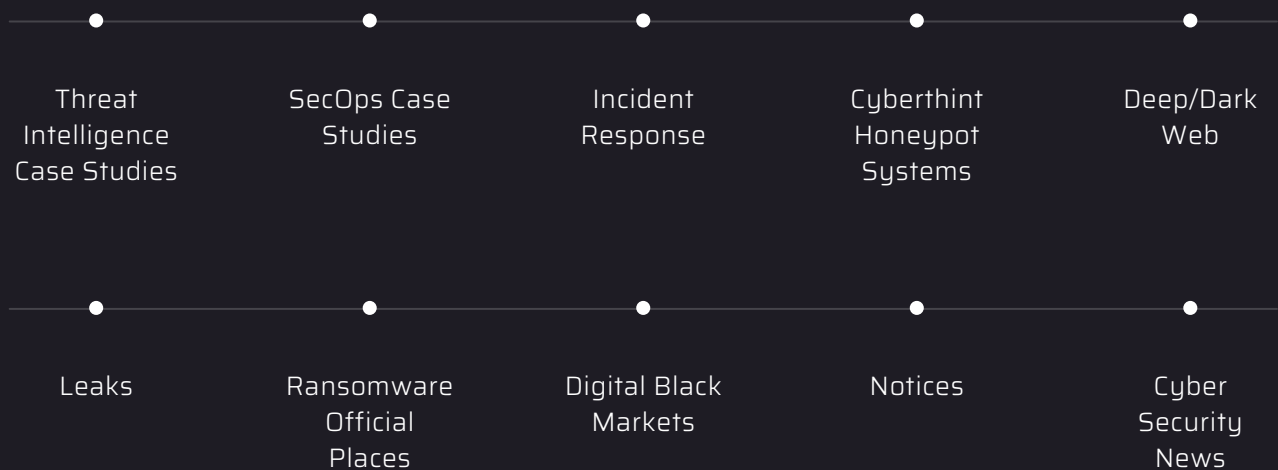 Threat
Intelligence
Case Studies
SecOps Case
Studies
Incident
Response
Cyberthint
Honeypot
Systems
Deep/Dark
Web
Leaks
Ransomware
Official
Places
Digital Black
Markets
Notices
Cyber
Security
News